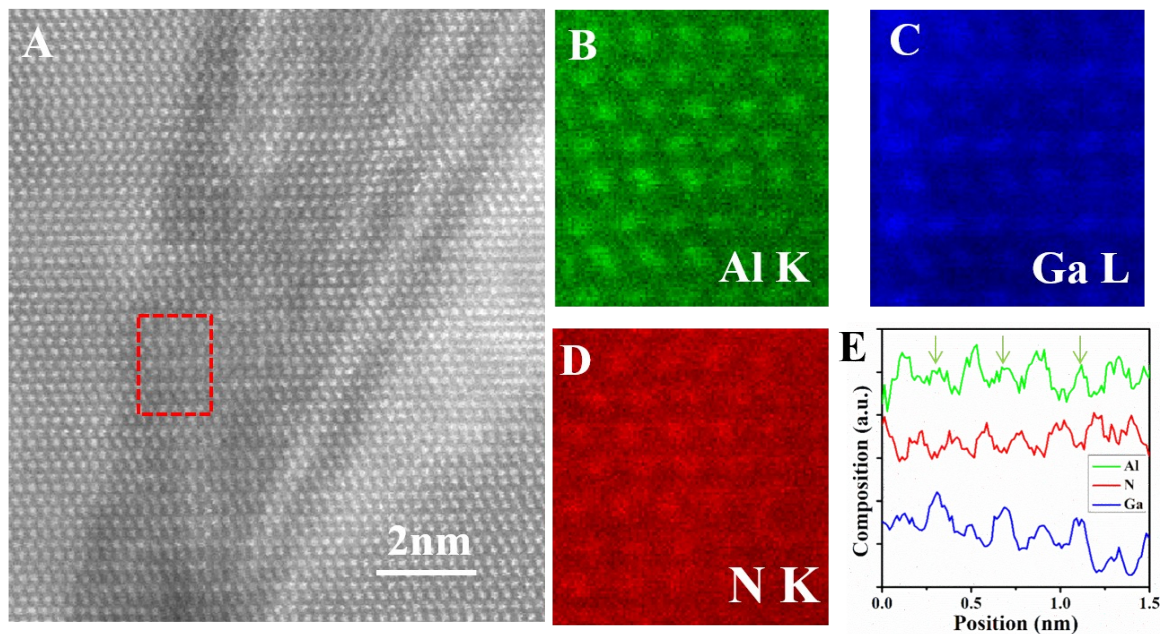 A
2nm
B
Al K
C
Ga L
D
N K
E
Composition (a.u.)
Al
N
Ga
0.0 0.5 1.0 1.5
Position (nm)